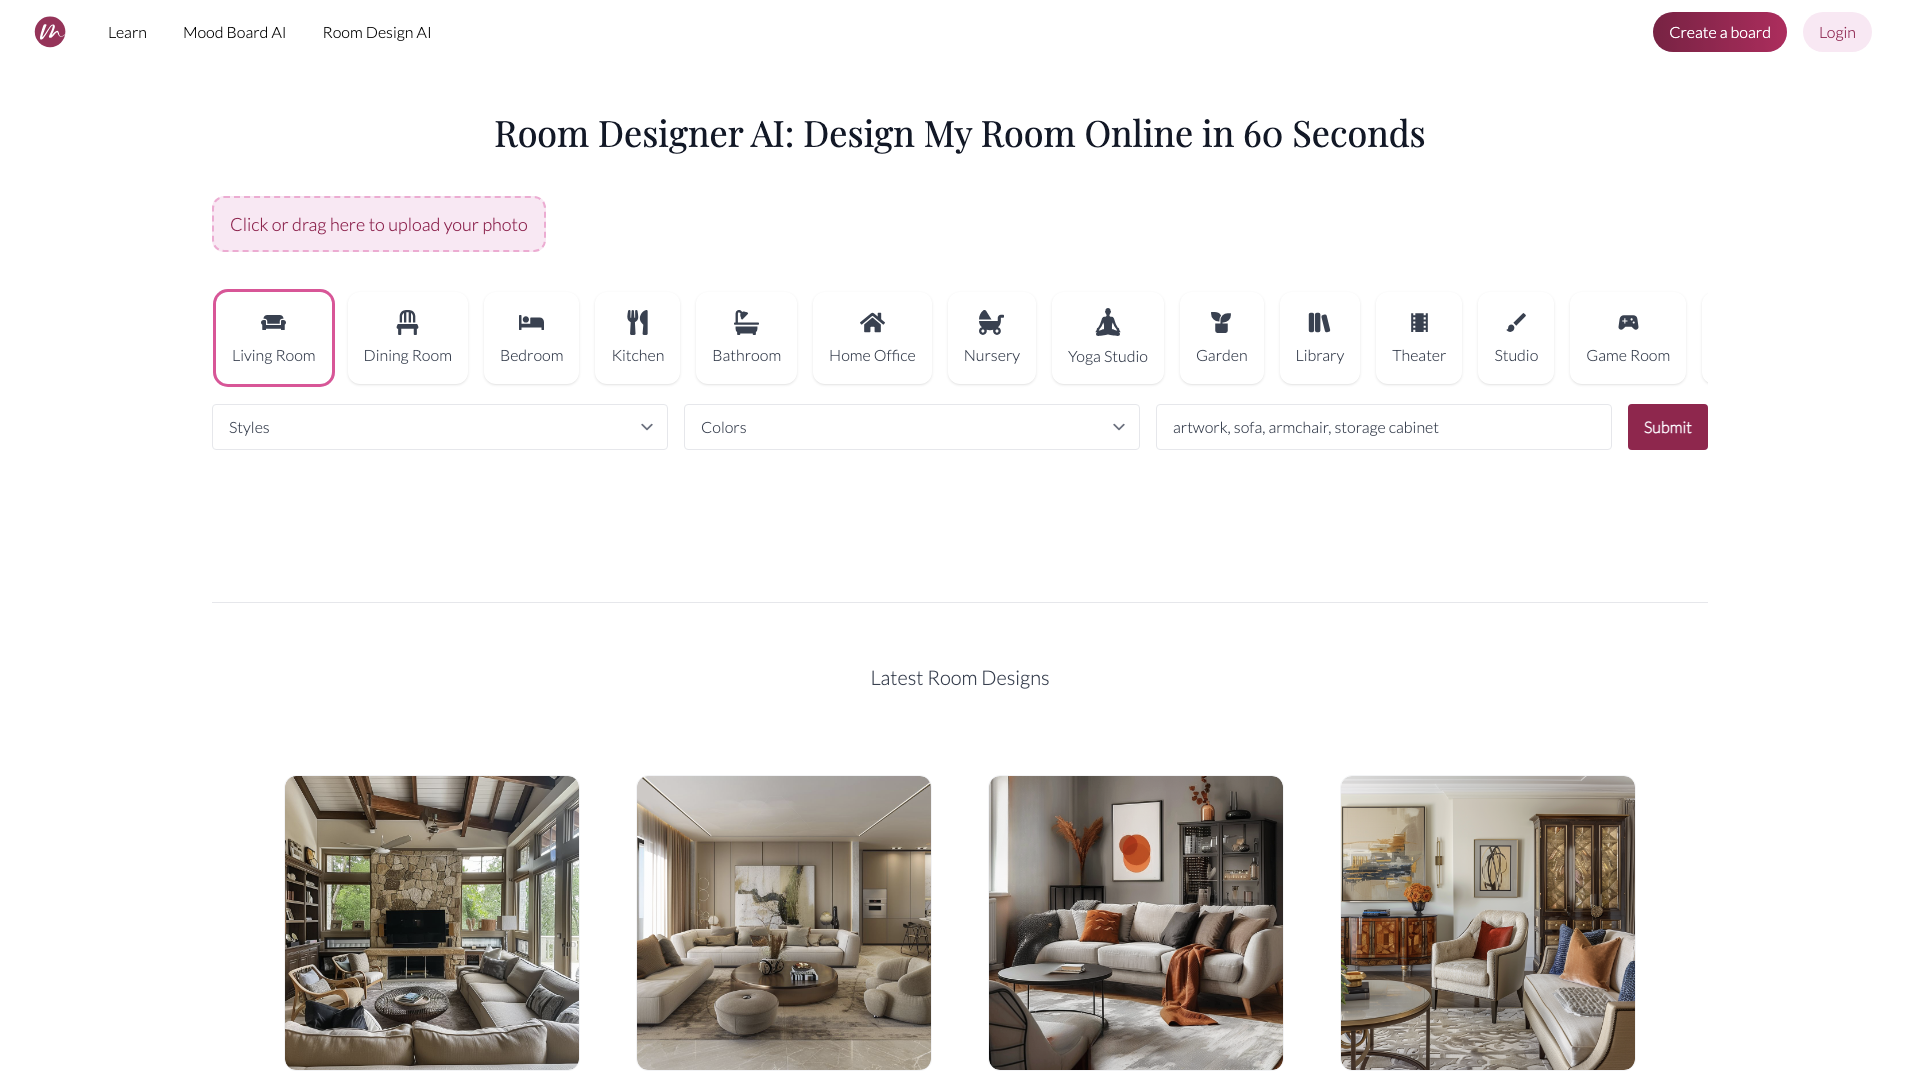 Learn
Mood Board AI
Room Design AI
Create a board
Login
Room Designer AI: Design My Room Online in 60 Seconds
Click or drag here to upload your photo
Living Room
Dining Room
Bedroom
Kitchen
Bathroom
Home Office
Nursery
Yoga Studio
Garden
Library
Theater
Studio
Game Room
Styles
Colors
artwork, sofa, armchair, storage cabinet
Submit
Latest Room Designs